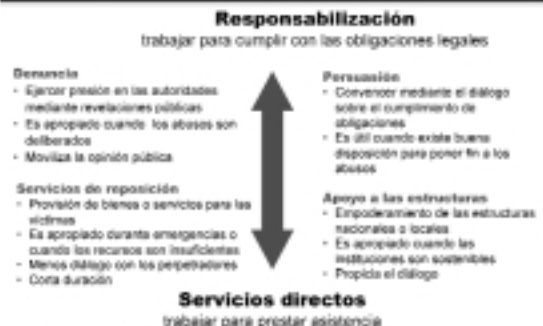 Responsabilización
trabajar para cumplir con las obligaciones legales
Denuncia
- Ejercer presión en las autoridades
mediante revelaciones públicas
- Es apropiado cuando los abusos son
deliberados
- Moviliza la opinión pública
Servicios de reposición
- Provisión de bienes o servicios para las
víctimas
- Es apropiado durante emergencias o
cuando los recursos son insuficientes
- Menos diálogo con los perpetradores
- Corta duración
Persuasión
- Convencer mediante el diálogo
sobre el cumplimiento de
obligaciones
- Es útil cuando existe buena
disposición para poner fin a los
abusos
Apoyo a las estructuras
- Empoderamiento de las estructuras
nacionales o locales
- Es apropiado cuando las
instituciones son sostenibles
- Propicia el diálogo
Servicios directos
trabajar para prestar asistencia